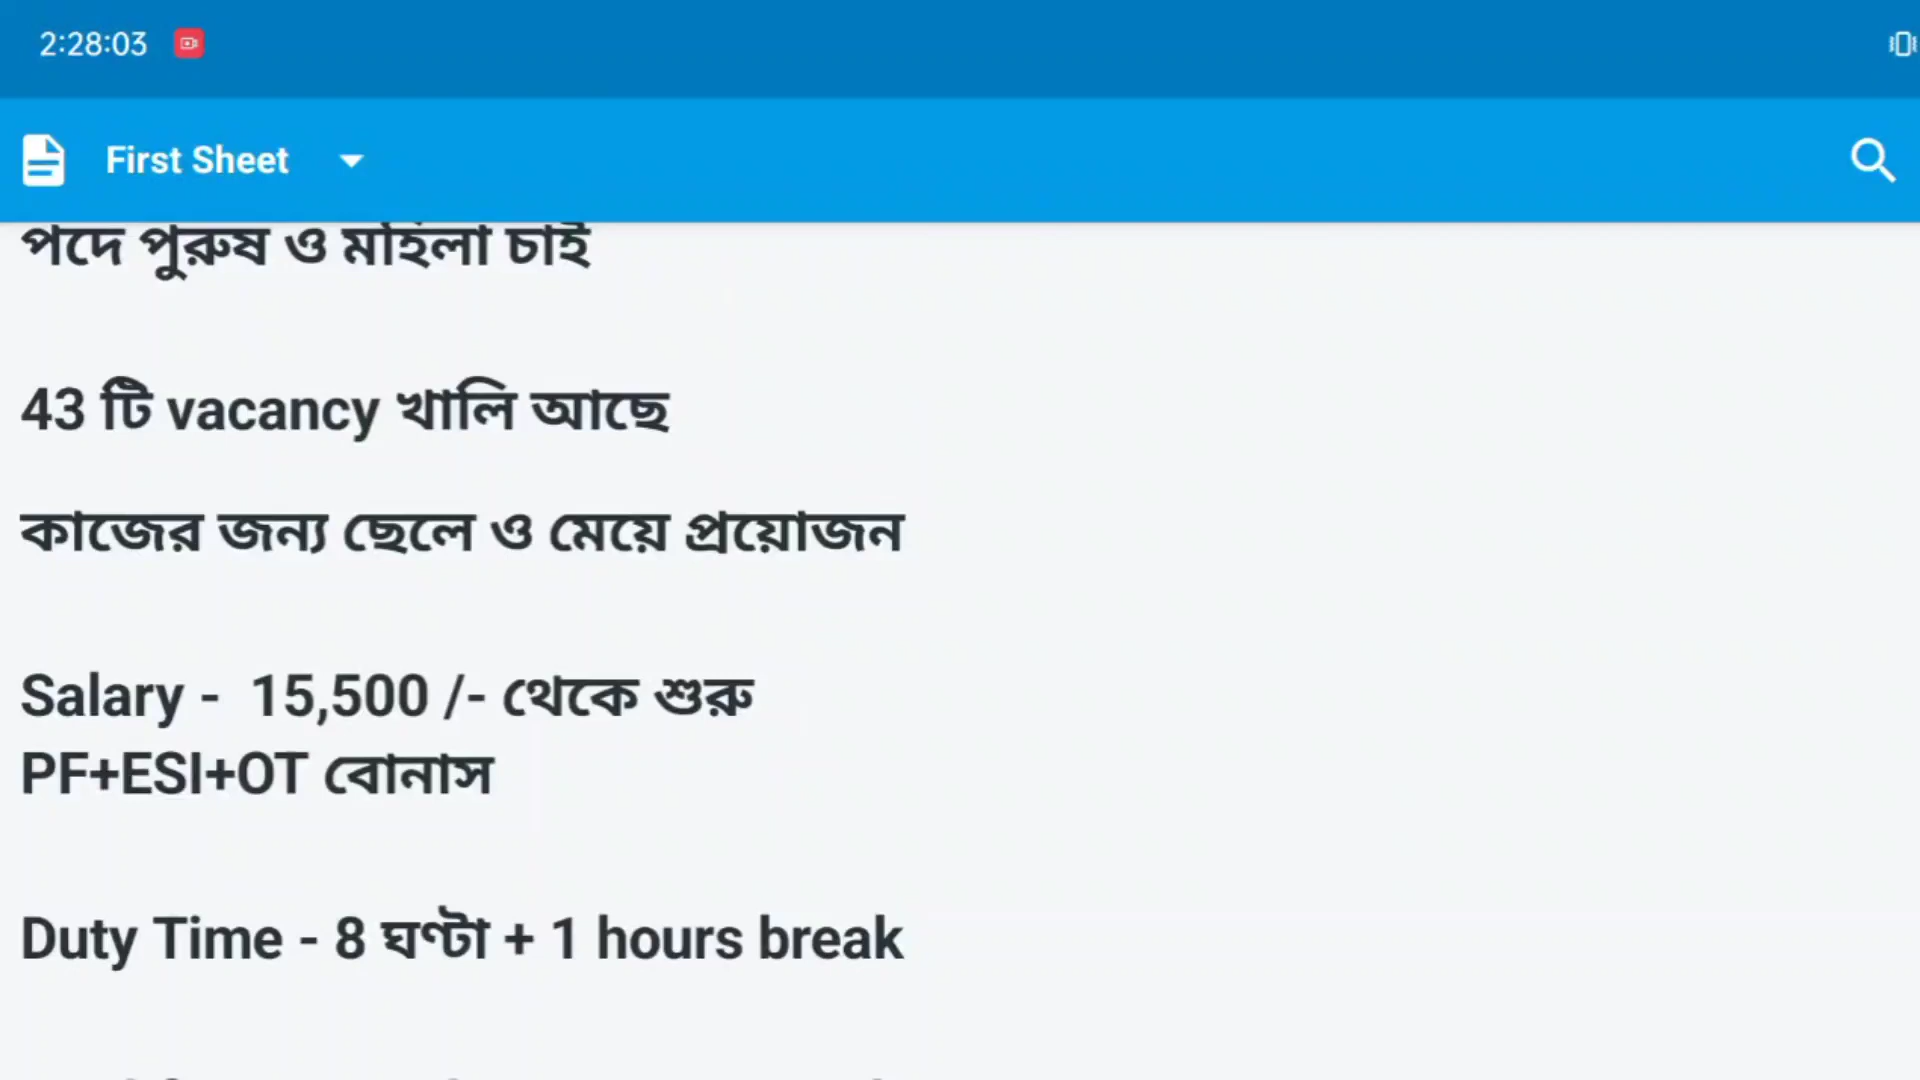 2:28:03
First Sheet
পদে পুরুষ ও মহিলা চাই
43 টি vacancy খালি আছে
কাজের জন্য ছেলে ও মেয়ে প্রয়োজন
Salary - 15,500 /- থেকে শুরু
PF+ESI+OT বোনাস
Duty Time - 8 ঘণ্টা + 1 hours break